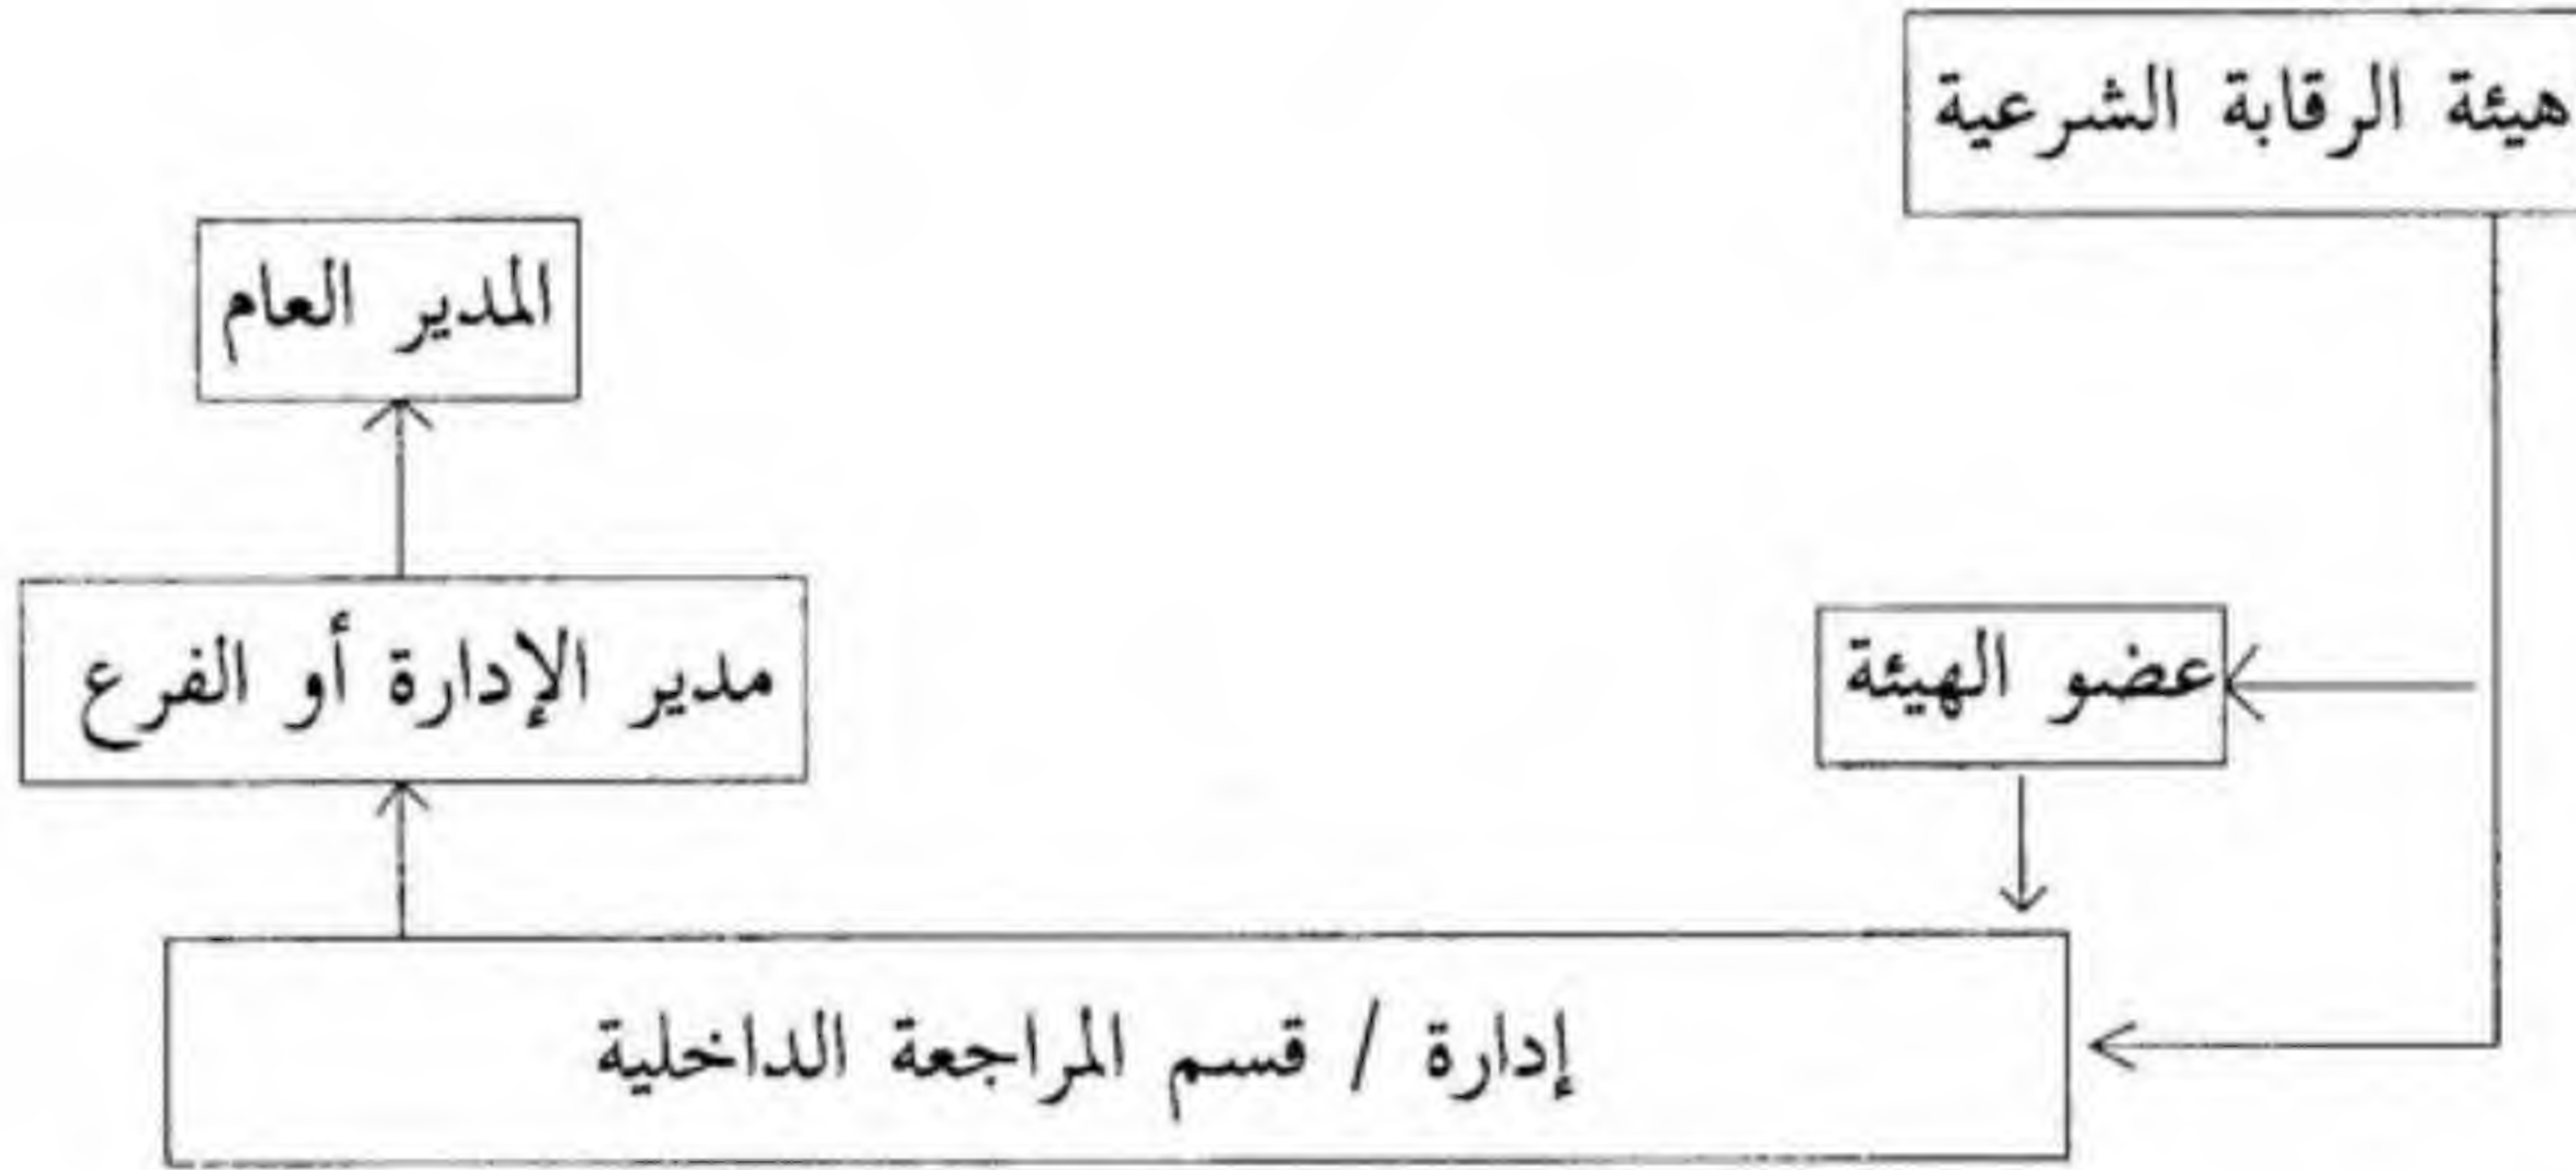 هيئة الرقابة الشرعية
المدير العام
عضو الهيئة
مدير الإدارة أو الفرع
إدارة / قسم المراجعة الداخلية